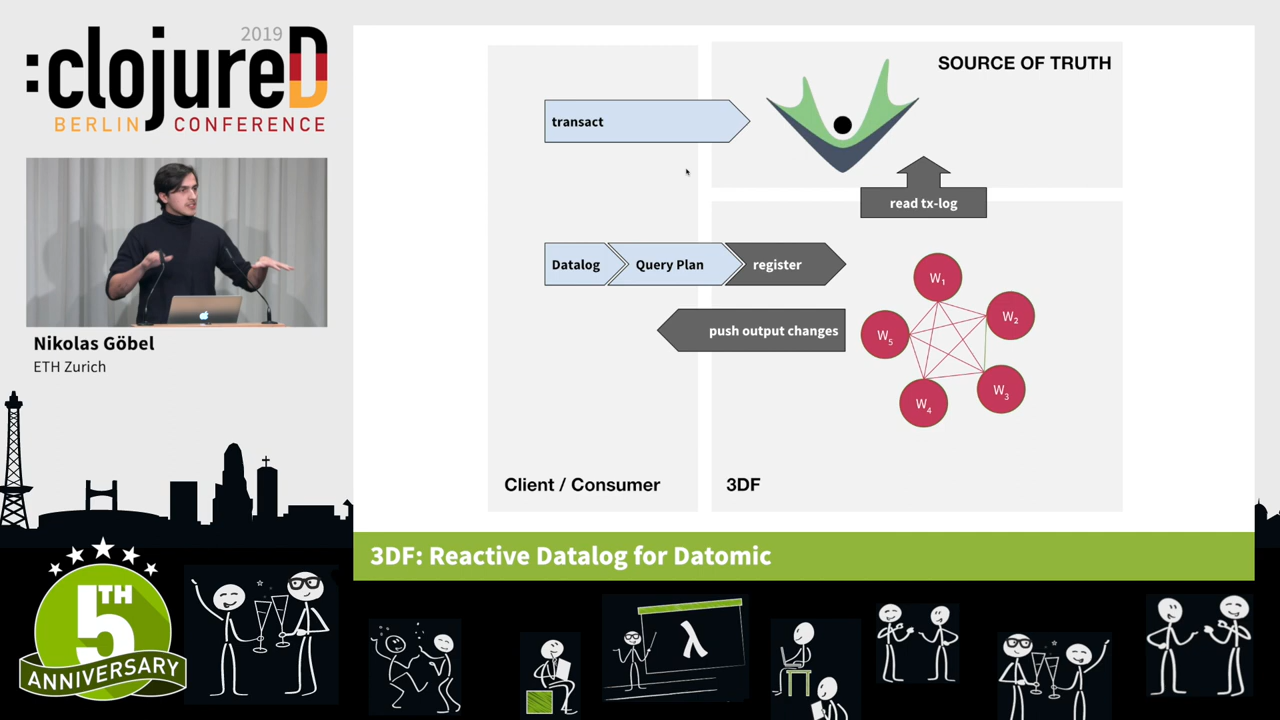 2019
:clojureD
BERLIN CONFERENCE
Nikolas Göbel
ETH Zurich
SOURCE OF TRUTH
transact
read tx-log
Datalog
Query Plan
register
push output changes
W1
W2
W5
W3
W4
Client / Consumer
3DF
3DF: Reactive Datalog for Datomic
5TH
ANNIVERSARY
λ